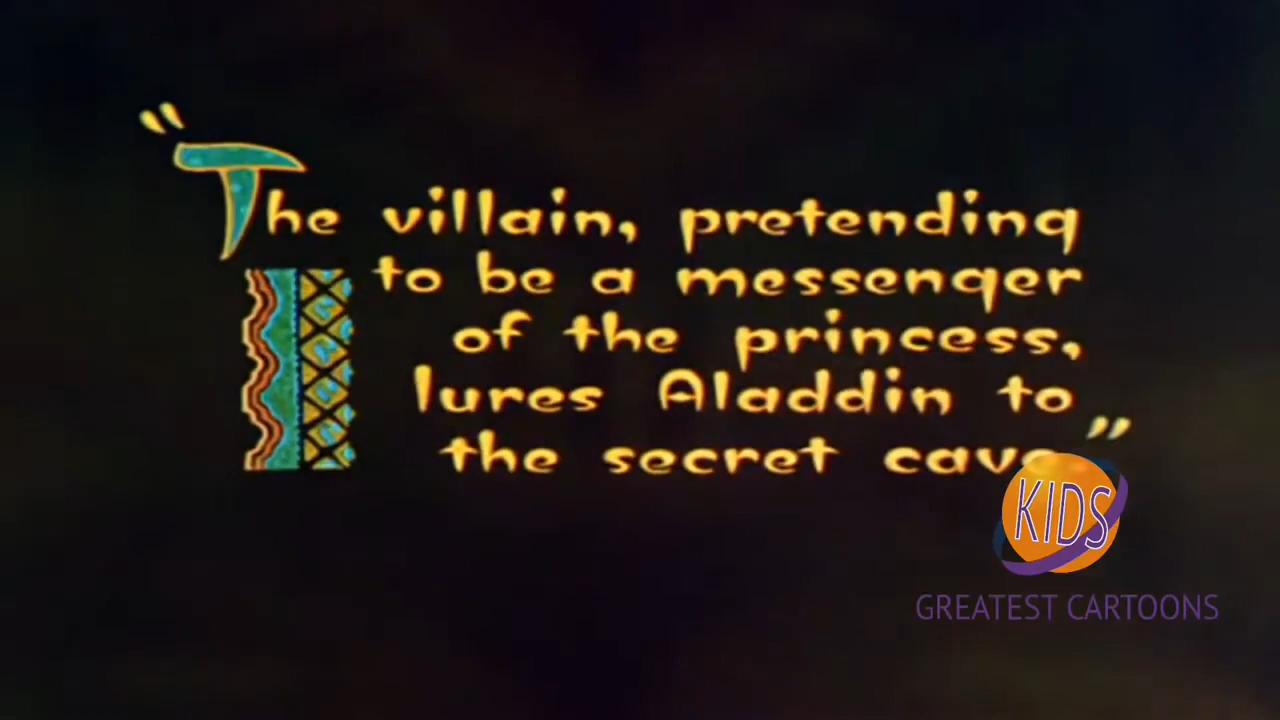 "The villain, pretending
to be a messenger
of the princess,
lures Aladdin to
the secret cave"
KIDS
GREATEST CARTOONS